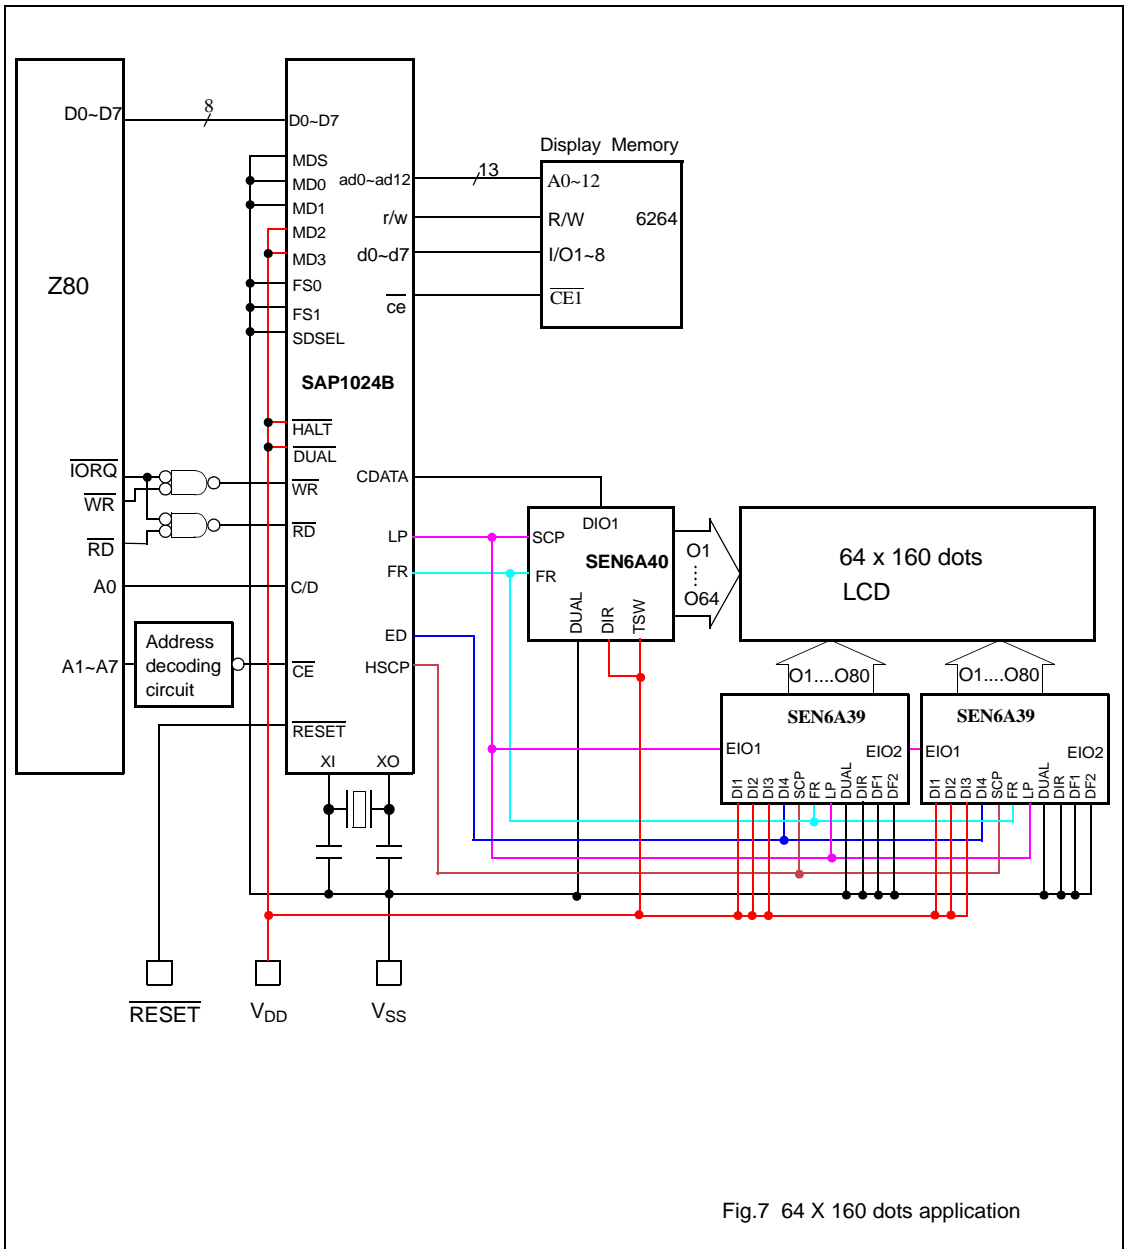 Z80
D0~D7
IORQ
WR
RD
A0
A1~A7
8
Address
decoding
circuit
D0~D7
MDS
MD0
MD1
MD2
MD3
FS0
FS1
SDSEL
SAP1024B
HALT
DUAL
WR
RD
C/D
CE
RESET
XI
XO
ad0~ad12
r/w
d0~d7
ce
CDATA
LP
FR
ED
HSCP
13
Display Memory
A0~12
R/W
6264
I/O1~8
CE1
DIO1
SCP
SEN6A40
FR
DUAL
DIR
TSW
O1
.....
O64
64 x 160 dots
LCD
O1....O80
O1....O80
SEN6A39
EIO1
EIO2
DI1
DI2
DI3
DI4
SCP
FR
LP
DUAL
DIR
DF1
DF2
SEN6A39
EIO1
EIO2
DI1
DI2
DI3
DI4
SCP
FR
LP
DUAL
DIR
DF1
DF2
RESET
VDD
VSS
Fig.7 64 X 160 dots application